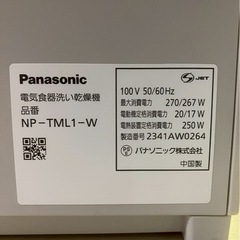 Panasonic
電気食器洗い乾燥機
品番
NP-TML1-W
JET
100 V 50/60 Hz
最大消費電力 270/267 W
電動機定格消費電力 20/17 W
電熱装置定格消費電力 250 W
製造番号 2341AW0264
パナソニック株式会社
中国製